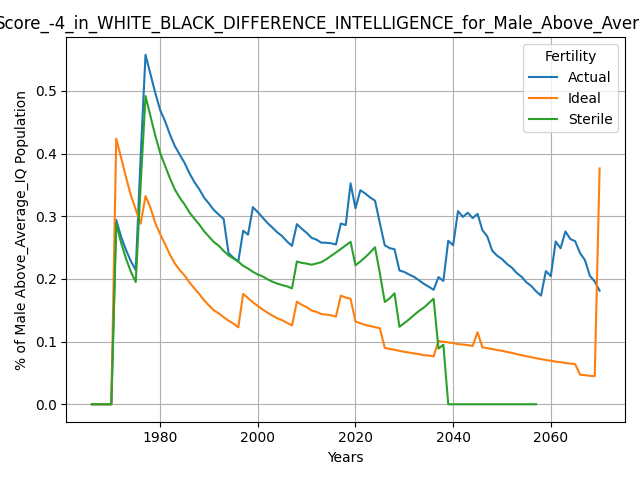 Score_-4_in_WHITE_BLACK_DIFFERENCE_INTELLIGENCE_for_Male_Above_Aver
Fertility
Actual
Ideal
Sterile
% of Male Above_Average_IQ Population
0.5
0.4
0.3
0.2
0.1
0.0
1980 2000 2020 2040 2060
Years